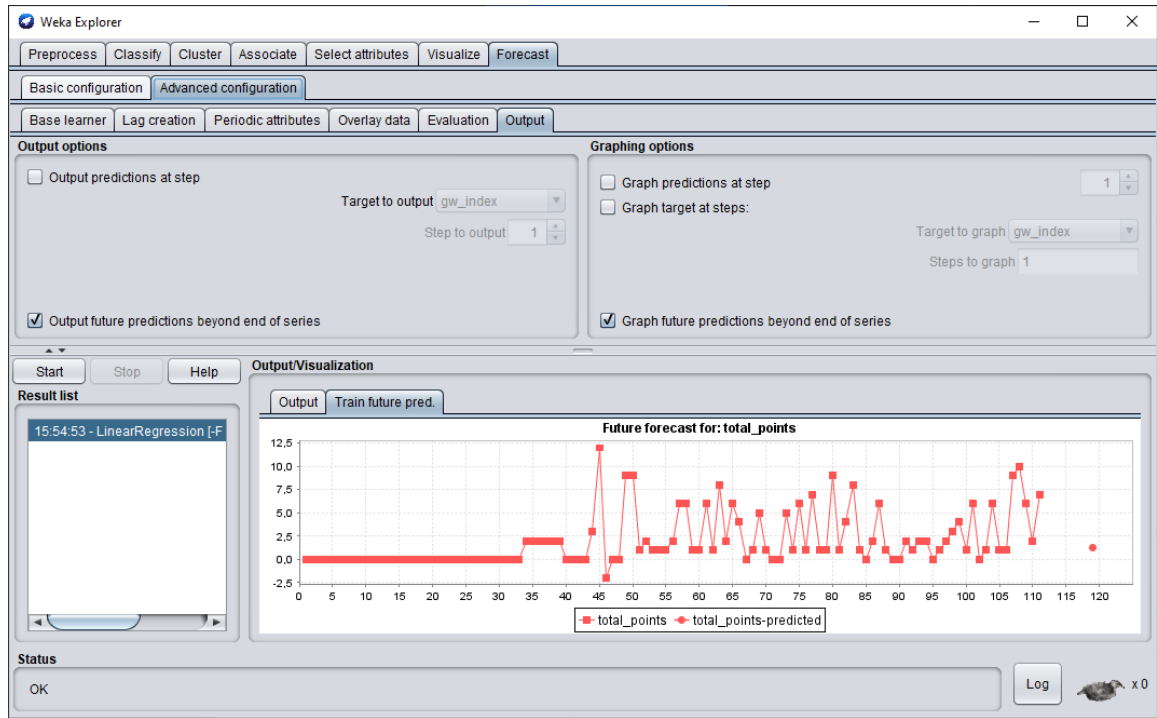 Weka Explorer
Preprocess Classify Cluster Associate Select attributes Visualize Forecast
Basic configuration Advanced configuration
Base learner Lag creation Periodic attributes Overlay data Evaluation Output
Output options
Output predictions at step
Target to output gw_index
Step to output 1
Output future predictions beyond end of series
Graphing options
Graph predictions at step 1
Graph target at steps:
Target to graph gw_index
Steps to graph 1
Graph future predictions beyond end of series
Start Stop Help
Result list
15:54:53 - LinearRegression [-F
Output/Visualization
Output Train future pred.
Future forecast for: total_points
12,5
10,0
7,5
5,0
2,5
0,0
-2,5
0 5 10 15 20 25 30 35 40 45 50 55 60 65 70 75 80 85 90 95 100 105 110 115 120
total_points total_points-predicted
Status
OK
Log x 0